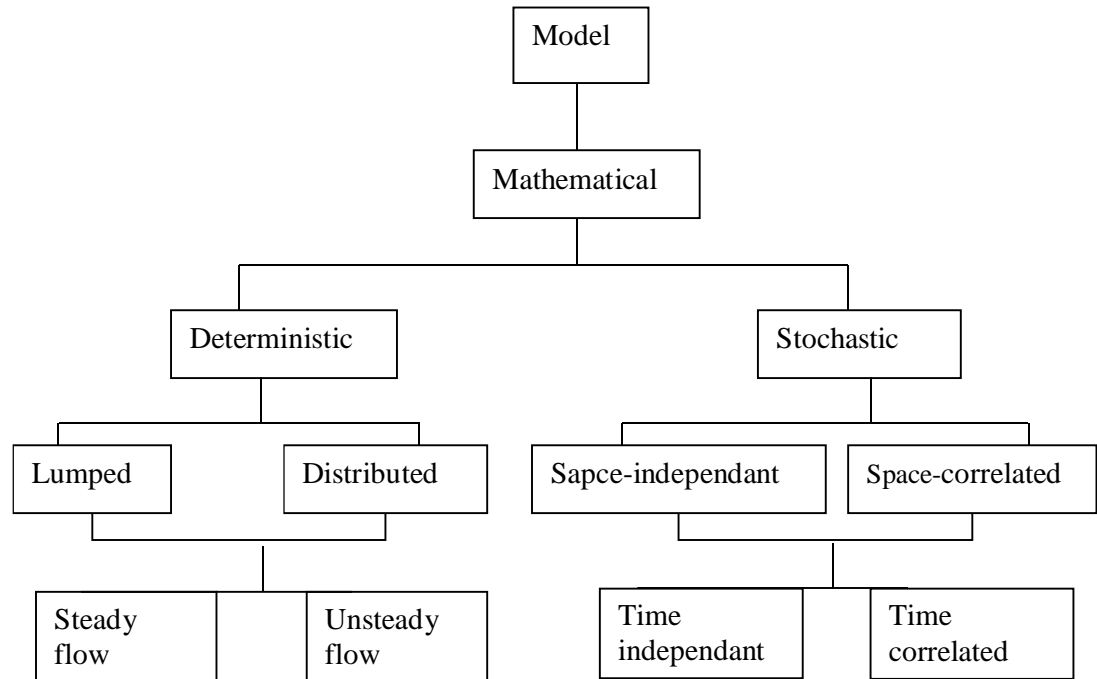 Model
Mathematical
Deterministic
Stochastic
Lumped
Distributed
Sapce-independant
Space-correlated
Steady
flow
Unsteady
flow
Time
independant
Time
correlated